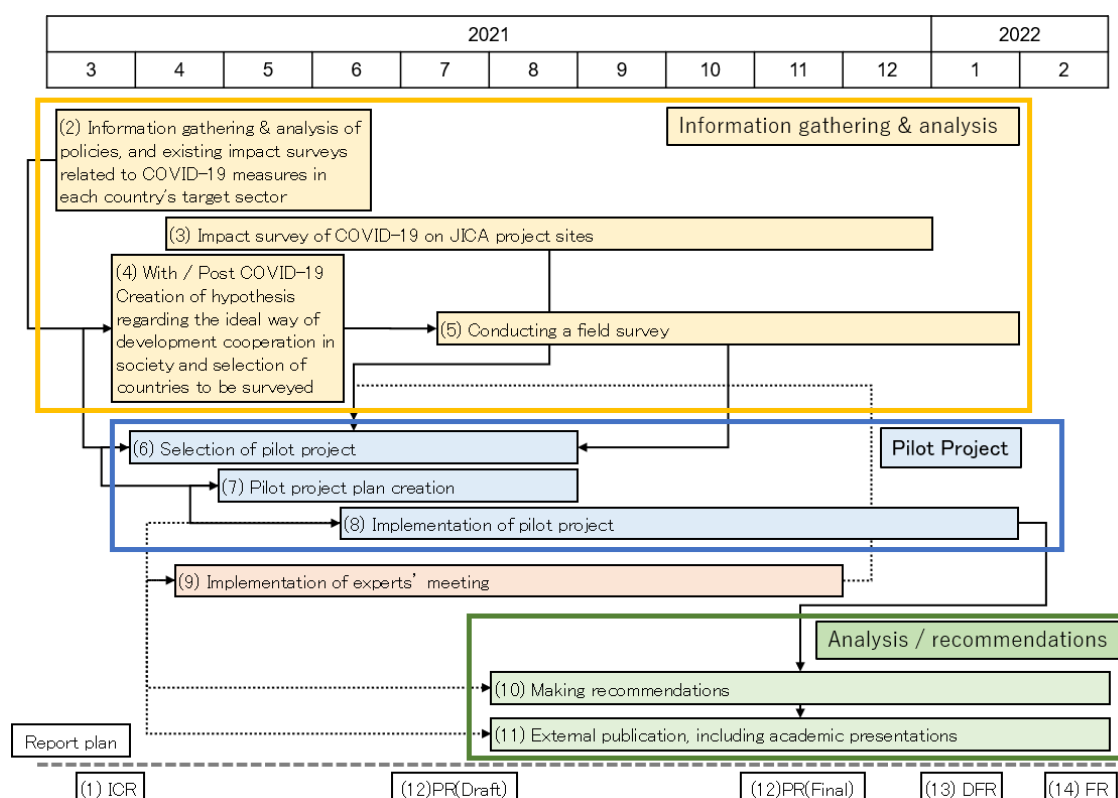 2021 2022
3 4 5 6 7 8 9 10 11 12 1 2
(2) Information gathering & analysis of
policies, and existing impact surveys
related to COVID-19 measures in
each country's target sector
Information gathering & analysis
(3) Impact survey of COVID-19 on JICA project sites
(4) With / Post COVID-19
Creation of hypothesis
regarding the ideal way of
development cooperation in
society and selection of
countries to be surveyed
(5) Conducting a field survey
(6) Selection of pilot project
Pilot Project
(7) Pilot project plan creation
(8) Implementation of pilot project
(9) Implementation of experts' meeting
Analysis / recommendations
(10) Making recommendations
(11) External publication, including academic presentations
Report plan
(1) ICR (12)PR(Draft) (12)PR(Final) (13) DFR (14) FR